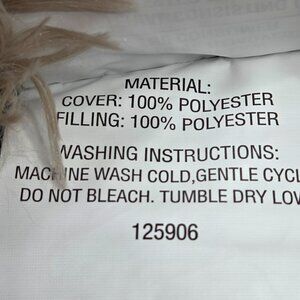 MATERIAL:
COVER: 100% POLYESTER
FILLING: 100% POLYESTER
WASHING INSTRUCTIONS:
MACHINE WASH COLD,GENTLE CYCL
DO NOT BLEACH. TUMBLE DRY LOW
125906